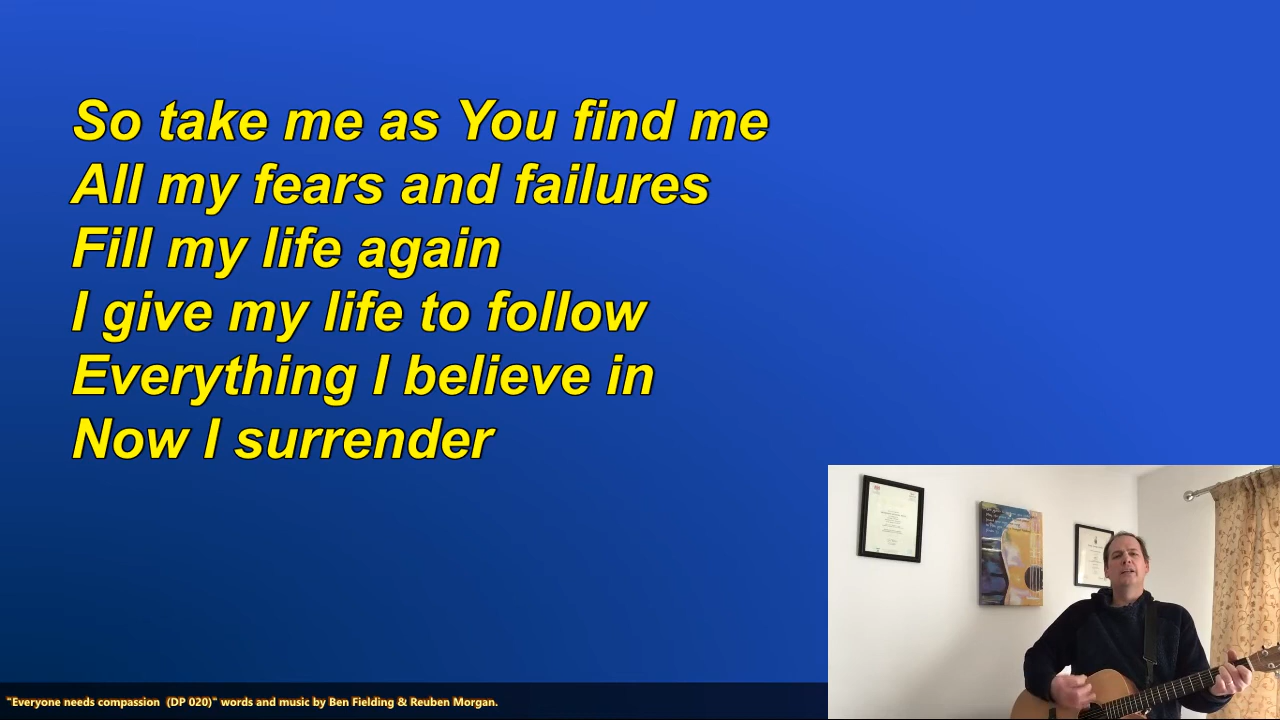 So take me as You find me
All my fears and failures
Fill my life again
I give my life to follow
Everything I believe in
Now I surrender
"Everyone needs compassion  (DP 020)" words and music by Ben Fielding & Reuben Morgan.